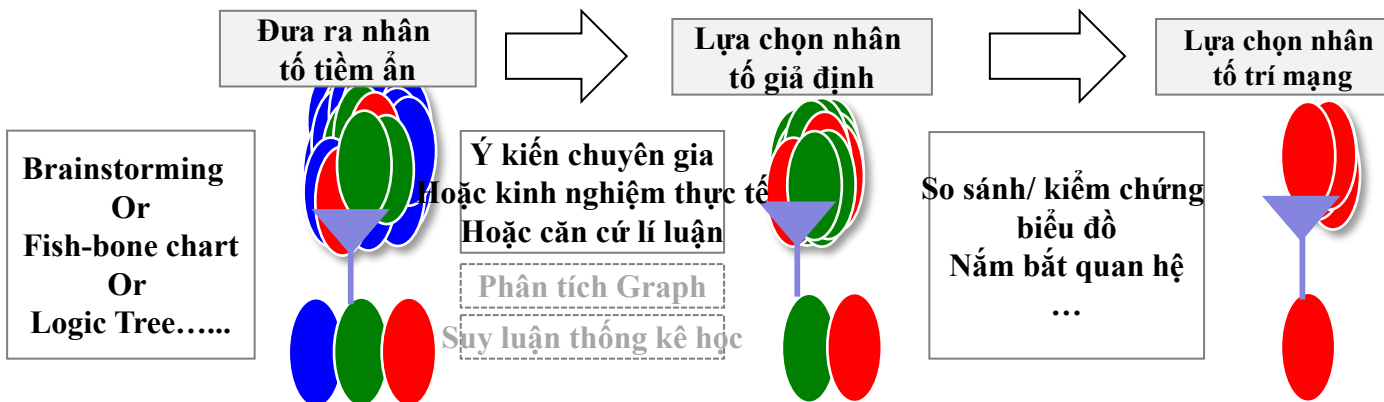 Đưa ra nhân
tố tiềm ẩn
Lựa chọn nhân
tố giả định
Lựa chọn nhân
tố trí mạng
Brainstorming
Or
Fish-bone chart
Or
Logic Tree…...
Ý kiến chuyên gia
Hoặc kinh nghiệm thực tế
Hoặc căn cứ lí luận
Phân tích Graph
Suy luận thống kê học
So sánh/ kiểm chứng
biểu đồ
Nắm bắt quan hệ
…